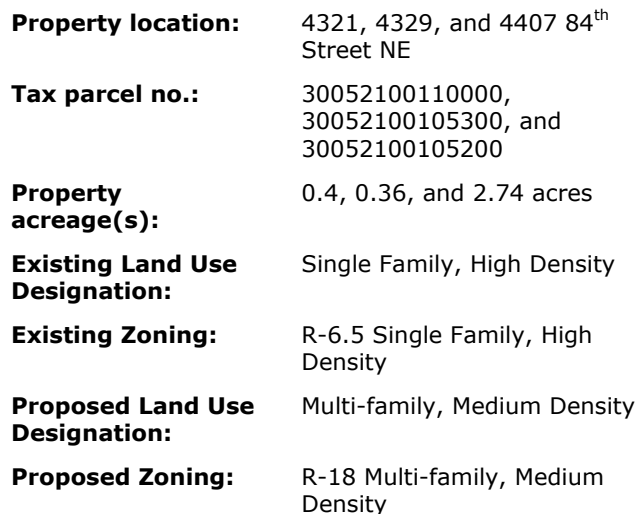 Property location: 4321, 4329, and 4407 84th
Street NE
Tax parcel no.: 30052100110000,
30052100105300, and
30052100105200
Property 0.4, 0.36, and 2.74 acres
acreage(s):
Existing Land Use Single Family, High Density
Designation:
Existing Zoning: R-6.5 Single Family, High
Density
Proposed Land Use Multi-family, Medium Density
Designation:
Proposed Zoning: R-18 Multi-family, Medium
Density